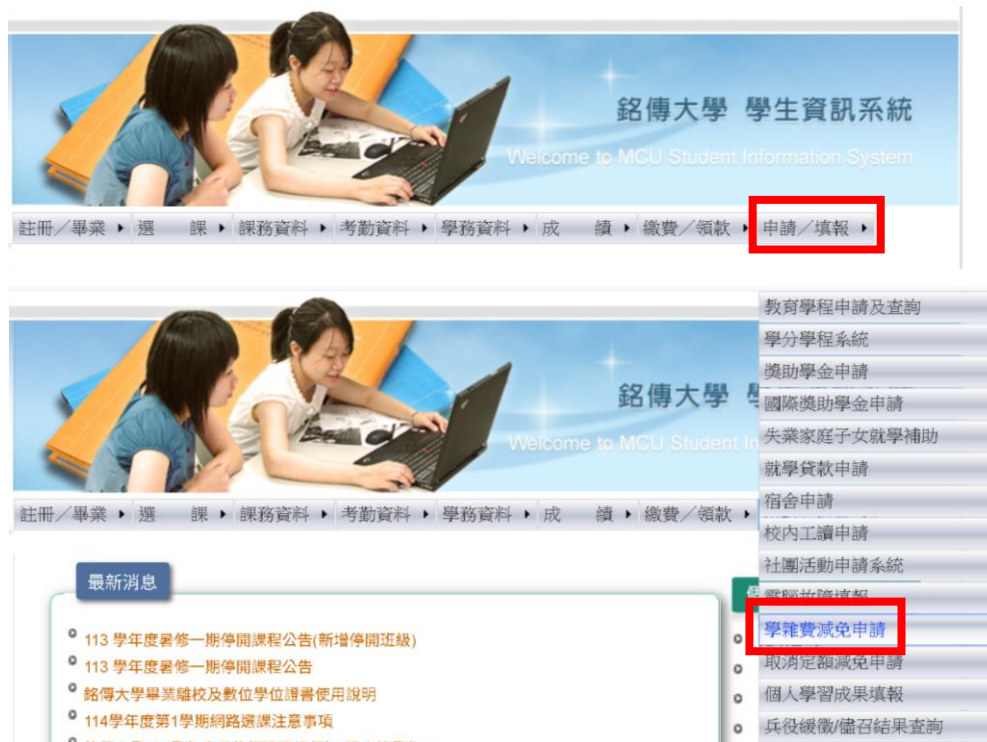 銘傳大學 學生資訊系統
Welcome to MCU Student Information System
註冊／畢業 選 課 課務資料 考勤資料 學務資料 成 績 繳費／領款 申請／填報
教育學程申請及查詢
學分學程系統
獎助學金申請
國際獎助學金申請
失業家庭子女就學補助
就學貸款申請
宿舍申請
校內工讀申請
社團活動申請系統
電腦故障填報
學雜費減免申請
取消定額減免申請
個人學習成果填報
兵役緩徵/儘召結果查詢
銘傳大學
Welcome to MCU Student In
註冊／畢業 選 課 課務資料 考勤資料 學務資料 成 績 繳費／領款
最新消息
113 學年度暑修一期停開課程公告(新增停開班級)
113 學年度暑修一期停開課程公告
銘傳大學畢業離校及數位學位證書使用說明
114學年度第1學期網路選課注意事項